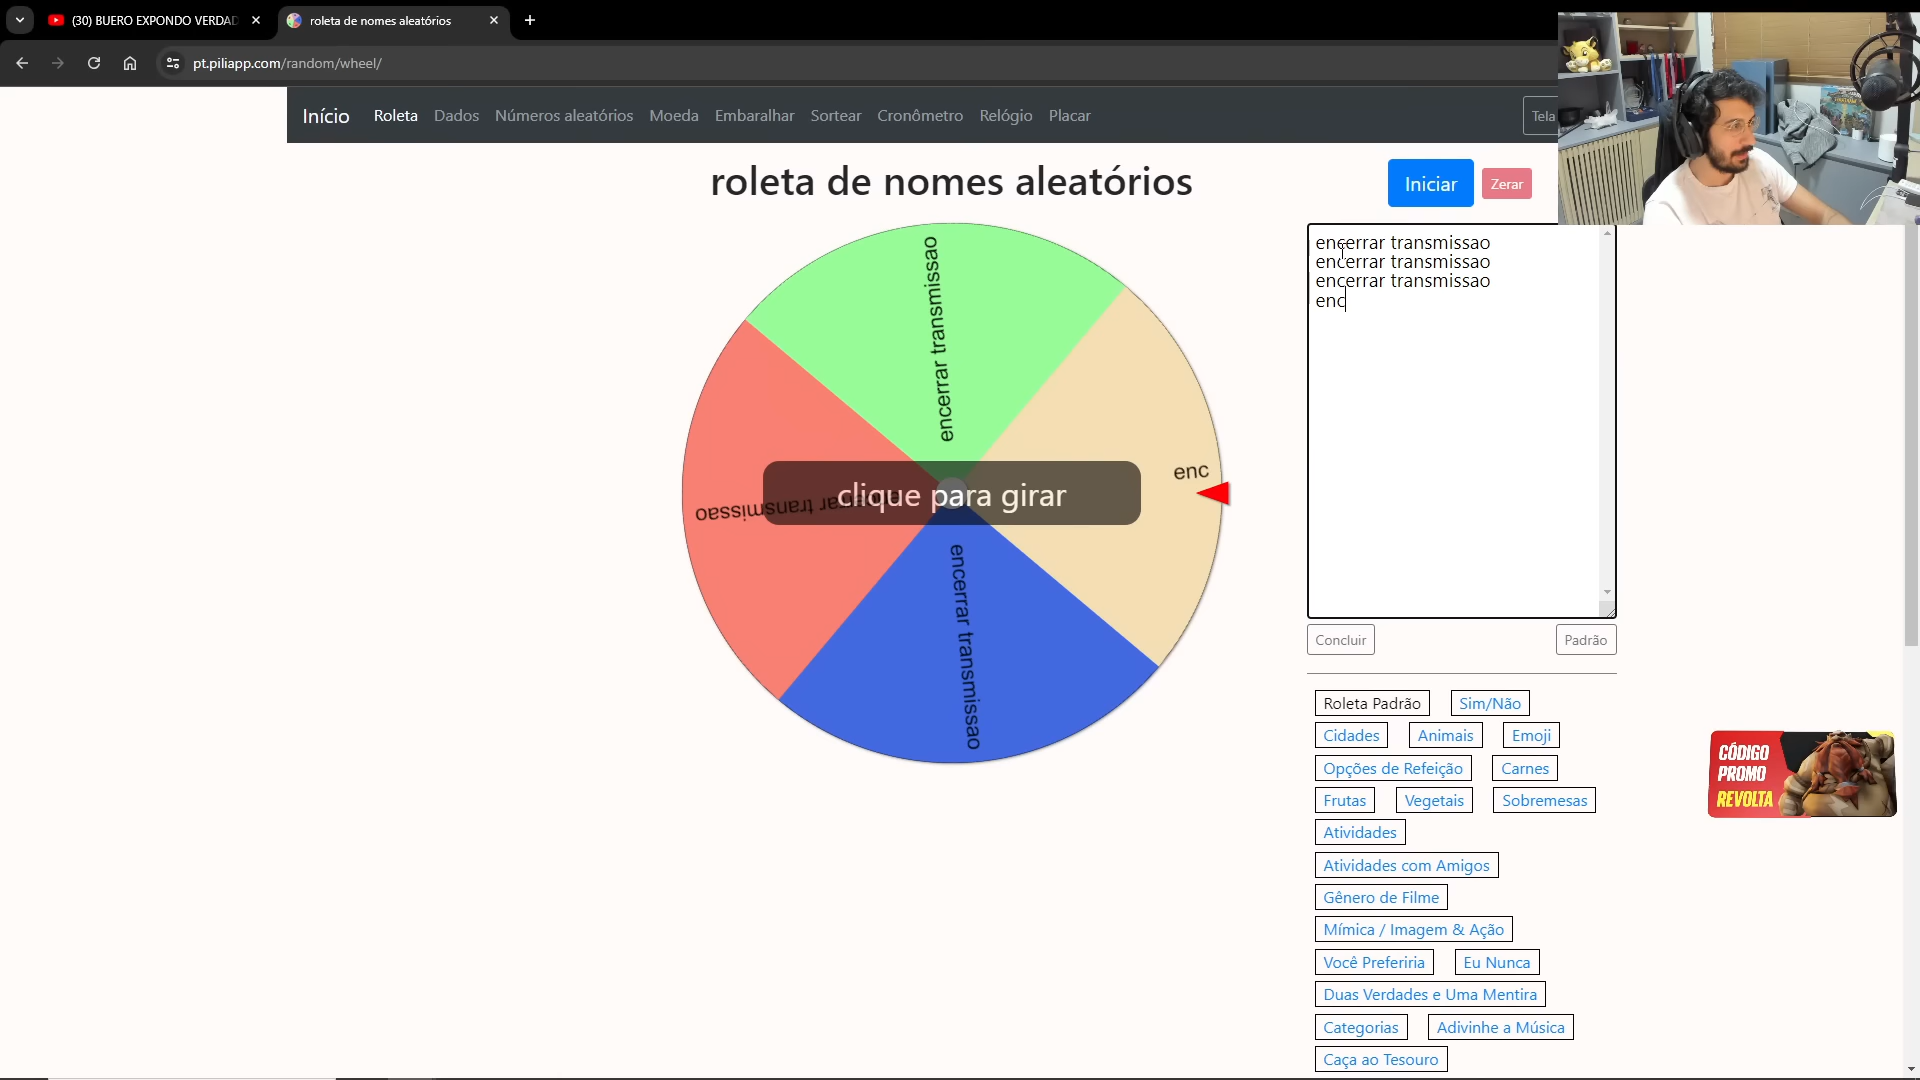 (30) BUERO EXPONDO VERDAD
roleta de nomes aleatórios
pt.piliapp.com/random/wheel/
Início
Roleta
Dados
Números aleatórios
Moeda
Embaralhar
Sortear
Cronômetro
Relógio
Placar
Tela
roleta de nomes aleatórios
Iniciar
Zerar
encerrar transmissao
encerrar transmissao
encerrar transmissao
enc
encerrar transmissao
enc
clique para girar
encerrar transmissao
encerrar transmissao
Concluir
Padrão
Roleta Padrão
Sim/Não
Cidades
Animais
Emoji
Opções de Refeição
Carnes
Frutas
Vegetais
Sobremesas
Atividades
Atividades com Amigos
Gênero de Filme
Mímica / Imagem & Ação
Você Preferiria
Eu Nunca
Duas Verdades e Uma Mentira
Categorias
Adivinhe a Música
Caça ao Tesouro
CÓDIGO
PROMO
REVOLTA